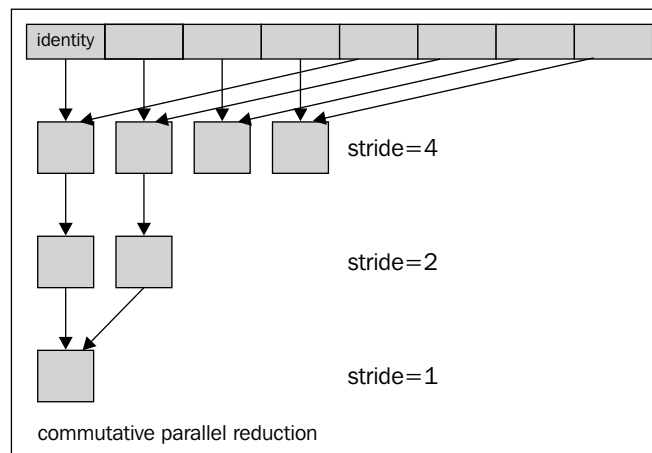 identity
stride=4
stride=2
stride=1
commutative parallel reduction